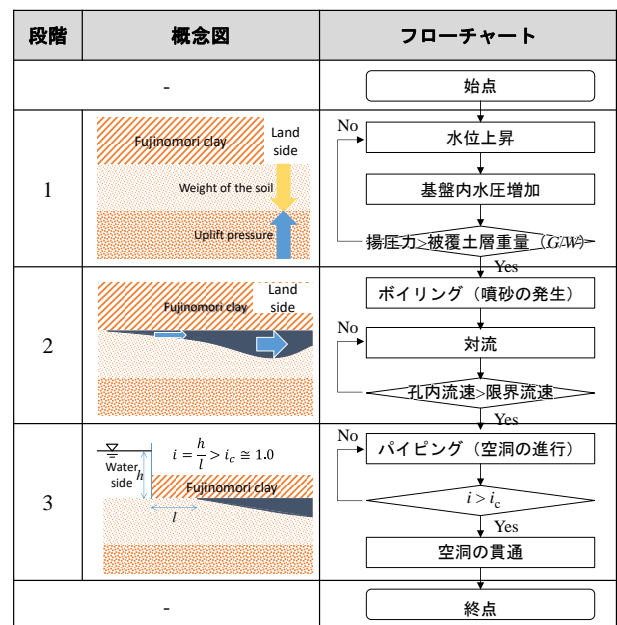 段階 概念図 フローチャート
-
始点
1
Fujinomori clay
Land
side
Weight of the soil
Uplift pressure
No
水位上昇
基盤内水圧増加
揚圧力>被覆土層重量（G/W）
Yes
2
Fujinomori clay
Land
side
ボイリング（噴砂の発生）
No
対流
孔内流速>限界流速
Yes
3
Water
side
h
i = h/l > i_c ≅ 1.0
Fujinomori clay
l
No
パイピング（空洞の進行）
i > i_c
Yes
空洞の貫通
-
終点